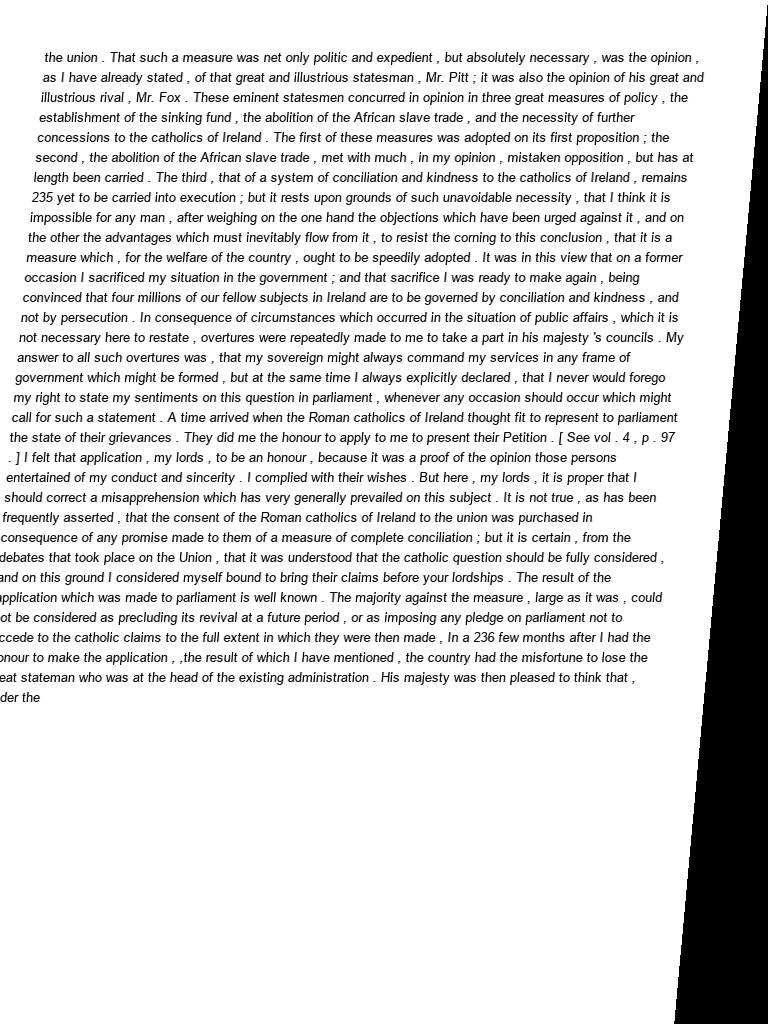 the union . That such a measure was net only politic and expedient , but absolutely necessary , was the opinion ,
as I have already stated , of that great and illustrious statesman , Mr. Pitt ; it was also the opinion of his great and
illustrious rival , Mr. Fox . These eminent statesmen concurred in opinion in three great measures of policy , the
establishment of the sinking fund , the abolition of the African slave trade , and the necessity of further
concessions to the catholics of Ireland . The first of these measures was adopted on its first proposition ; the
second , the abolition of the African slave trade , met with much , in my opinion , mistaken opposition , but has at
length been carried . The third , that of a system of conciliation and kindness to the catholics of Ireland , remains
235 yet to be carried into execution ; but it rests upon grounds of such unavoidable necessity , that I think it is
impossible for any man , after weighing on the one hand the objections which have been urged against it , and on
the other the advantages which must inevitably flow from it , to resist the corning to this conclusion , that it is a
measure which , for the welfare of the country , ought to be speedily adopted . It was in this view that on a former
occasion I sacrificed my situation in the government ; and that sacrifice I was ready to make again , being
convinced that four millions of our fellow subjects in Ireland are to be governed by conciliation and kindness , and
not by persecution . In consequence of circumstances which occurred in the situation of public affairs , which it is
not necessary here to restate , overtures were repeatedly made to me to take a part in his majesty 's councils . My
answer to all such overtures was , that my sovereign might always command my services in any frame of
government which might be formed , but at the same time I always explicitly declared , that I never would forego
my right to state my sentiments on this question in parliament , whenever any occasion should occur which might
call for such a statement . A time arrived when the Roman catholics of Ireland thought fit to represent to parliament
the state of their grievances . They did me the honour to apply to me to present their Petition . [ See vol . 4 , p . 97
. ] I felt that application , my lords , to be an honour , because it was a proof of the opinion those persons
entertained of my conduct and sincerity . I complied with their wishes . But here , my lords , it is proper that I
should correct a misapprehension which has very generally prevailed on this subject . It is not true , as has been
frequently asserted , that the consent of the Roman catholics of Ireland to the union was purchased in
consequence of any promise made to them of a measure of complete conciliation ; but it is certain , from the
debates that took place on the Union , that it was understood that the catholic question should be fully considered ,
and on this ground I considered myself bound to bring their claims before your lordships . The result of the
application which was made to parliament is well known . The majority against the measure , large as it was , could
ot be considered as precluding its revival at a future period , or as imposing any pledge on parliament not to
ccede to the catholic claims to the full extent in which they were then made , In a 236 few months after I had the
onour to make the application , ,the result of which I have mentioned , the country had the misfortune to lose the
eat stateman who was at the head of the existing administration . His majesty was then pleased to think that ,
der the